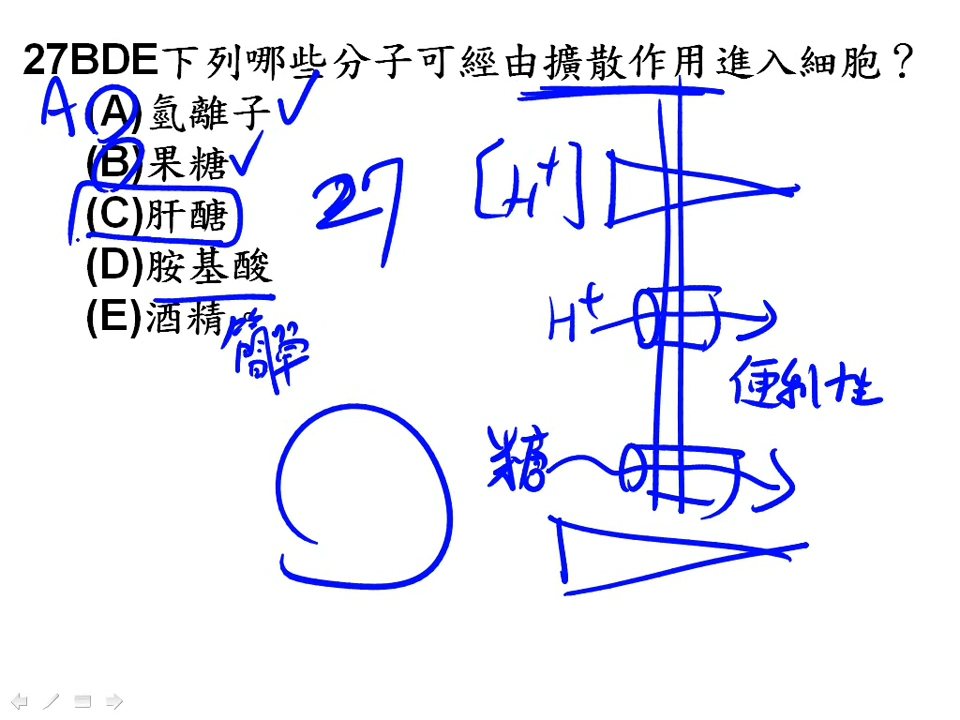 27BDE下列哪些分子可經由擴散作用進入細胞？
A (A)氫離子
(B)果糖
(C)肝醣
(D)胺基酸
(E)酒精
簡單
27
[H+]
H+
便利性
糖